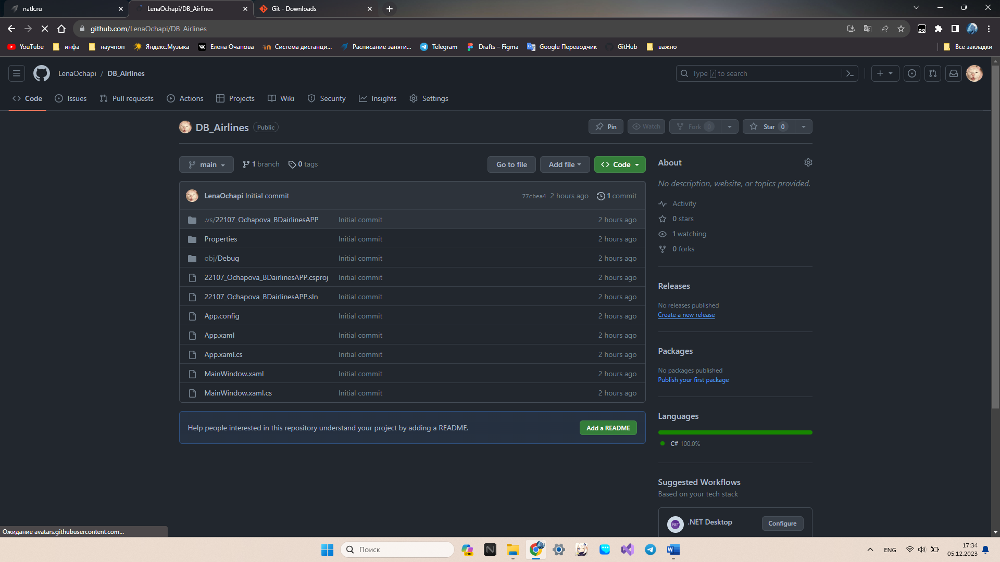 natk.ru
LenaOchapi/DB_Airlines
Git - Downloads
github.com/LenaOchapi/DB_Airlines
YouTube
инфа
научпоп
Яндекс.Музыка
Елена Очапова
Система дистанци...
Расписание заняти...
Telegram
Drafts – Figma
Google Переводчик
GitHub
важно
Все закладки
LenaOchapi / DB_Airlines
Type / to search
Code
Issues
Pull requests
Actions
Projects
Wiki
Security
Insights
Settings
DB_Airlines Public
Pin
Watch
Fork 0
Star 0
main
1 branch
0 tags
Go to file
Add file
Code
LenaOchapi Initial commit
77cbea4 2 hours ago
1 commit
.vs/22107_Ochapova_BDairlinesAPP Initial commit 2 hours ago
Properties Initial commit 2 hours ago
obj/Debug Initial commit 2 hours ago
22107_Ochapova_BDairlinesAPP.csproj Initial commit 2 hours ago
22107_Ochapova_BDairlinesAPP.sln Initial commit 2 hours ago
App.config Initial commit 2 hours ago
App.xaml Initial commit 2 hours ago
App.xaml.cs Initial commit 2 hours ago
MainWindow.xaml Initial commit 2 hours ago
MainWindow.xaml.cs Initial commit 2 hours ago
Help people interested in this repository understand your project by adding a README.
Add a README
About
No description, website, or topics provided.
Activity
0 stars
1 watching
0 forks
Releases
No releases published
Create a new release
Packages
No packages published
Publish your first package
Languages
C# 100.0%
Suggested Workflows
Based on your tech stack
.NET
.NET Desktop
Configure
Ожидание avatars.githubusercontent.com...
Поиск
PRE
ENG
17:34
05.12.2023